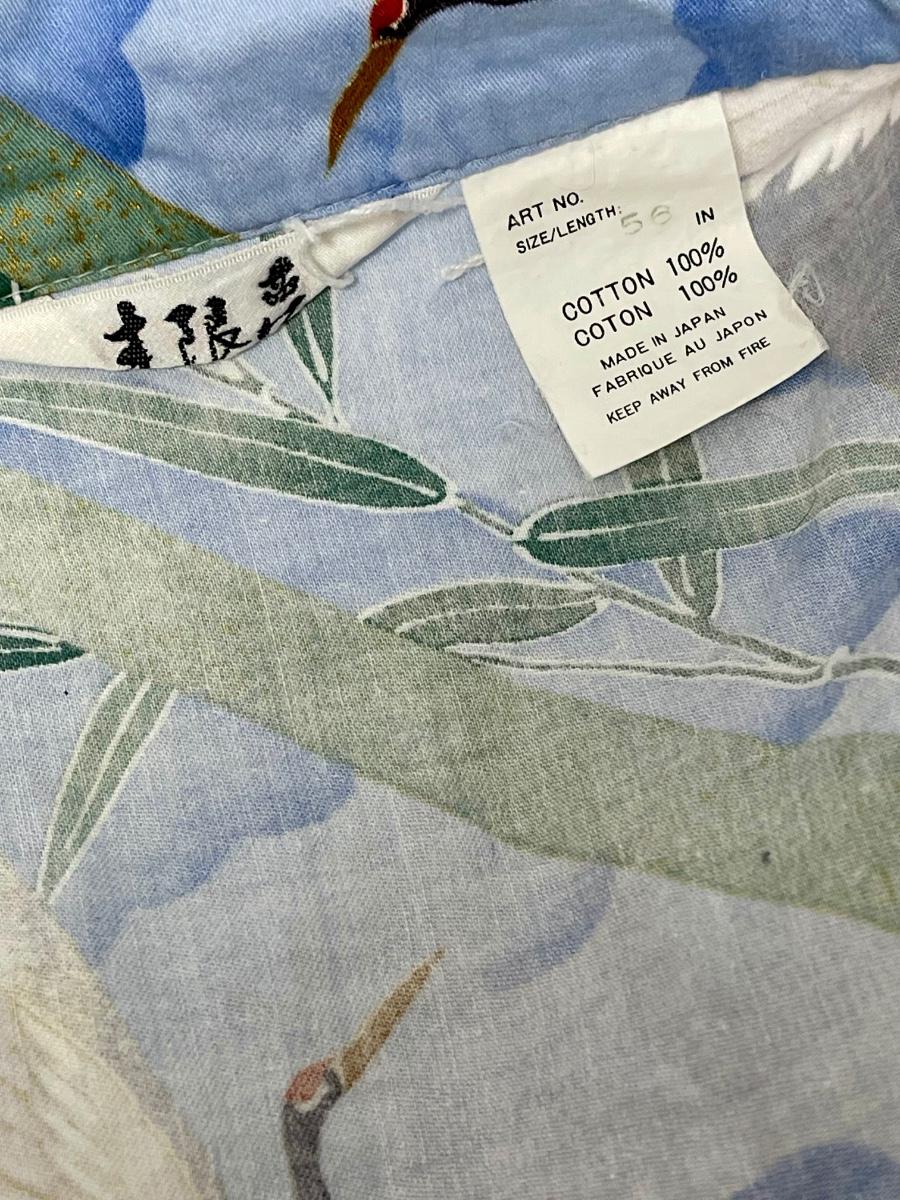 ART NO.
SIZE/LENGTH: 56 IN
COTTON 100%
COTON 100%
MADE IN JAPAN
FABRIQUE AU JAPON
KEEP AWAY FROM FIRE